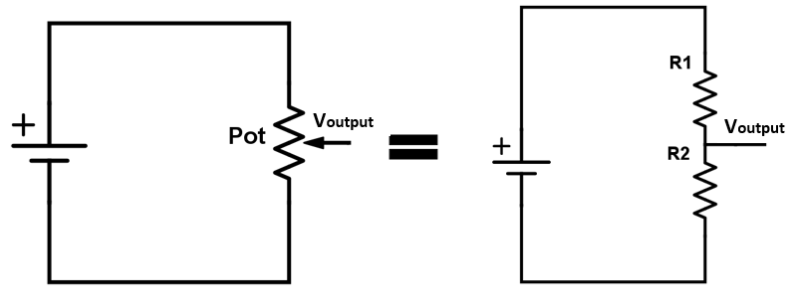 +
Pot
Voutput
=
+
R1
R2
Voutput